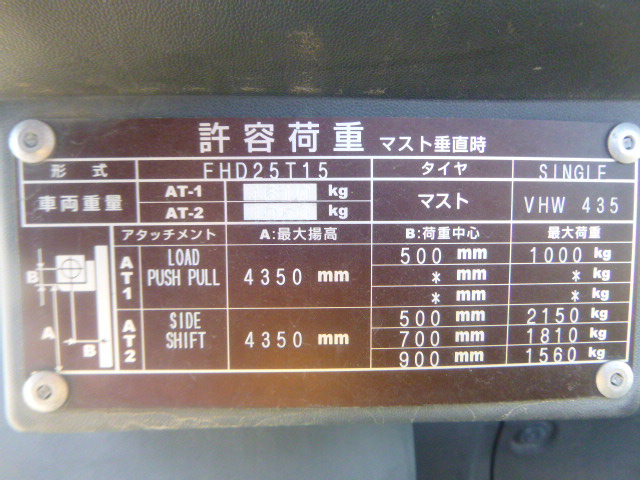 許容荷重 マスト垂直時
形式 FHD25T15 タイヤ SINGLE
車両重量 AT-1 kg マスト VHW 435
AT-2 kg
アタッチメント A:最大揚高 B:荷重中心 最大荷重
AT1 LOAD PUSH PULL 4350 mm 500 mm 1000 kg
* mm * kg
* mm * kg
AT2 SIDE SHIFT 4350 mm 500 mm 2150 kg
700 mm 1810 kg
900 mm 1560 kg
B
A
B